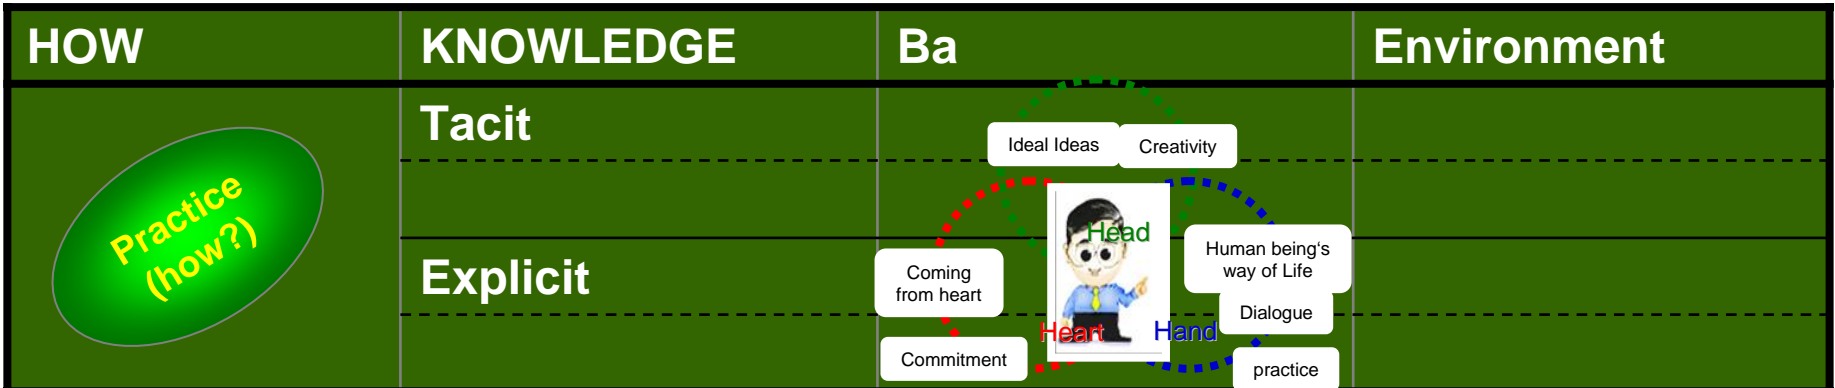 HOW
KNOWLEDGE
Ba
Environment
Practice
(how?)
Tacit
Explicit
Ideal Ideas
Creativity
Head
Coming
from heart
Human being‘s
way of Life
Dialogue
Heart
Hand
Commitment
practice